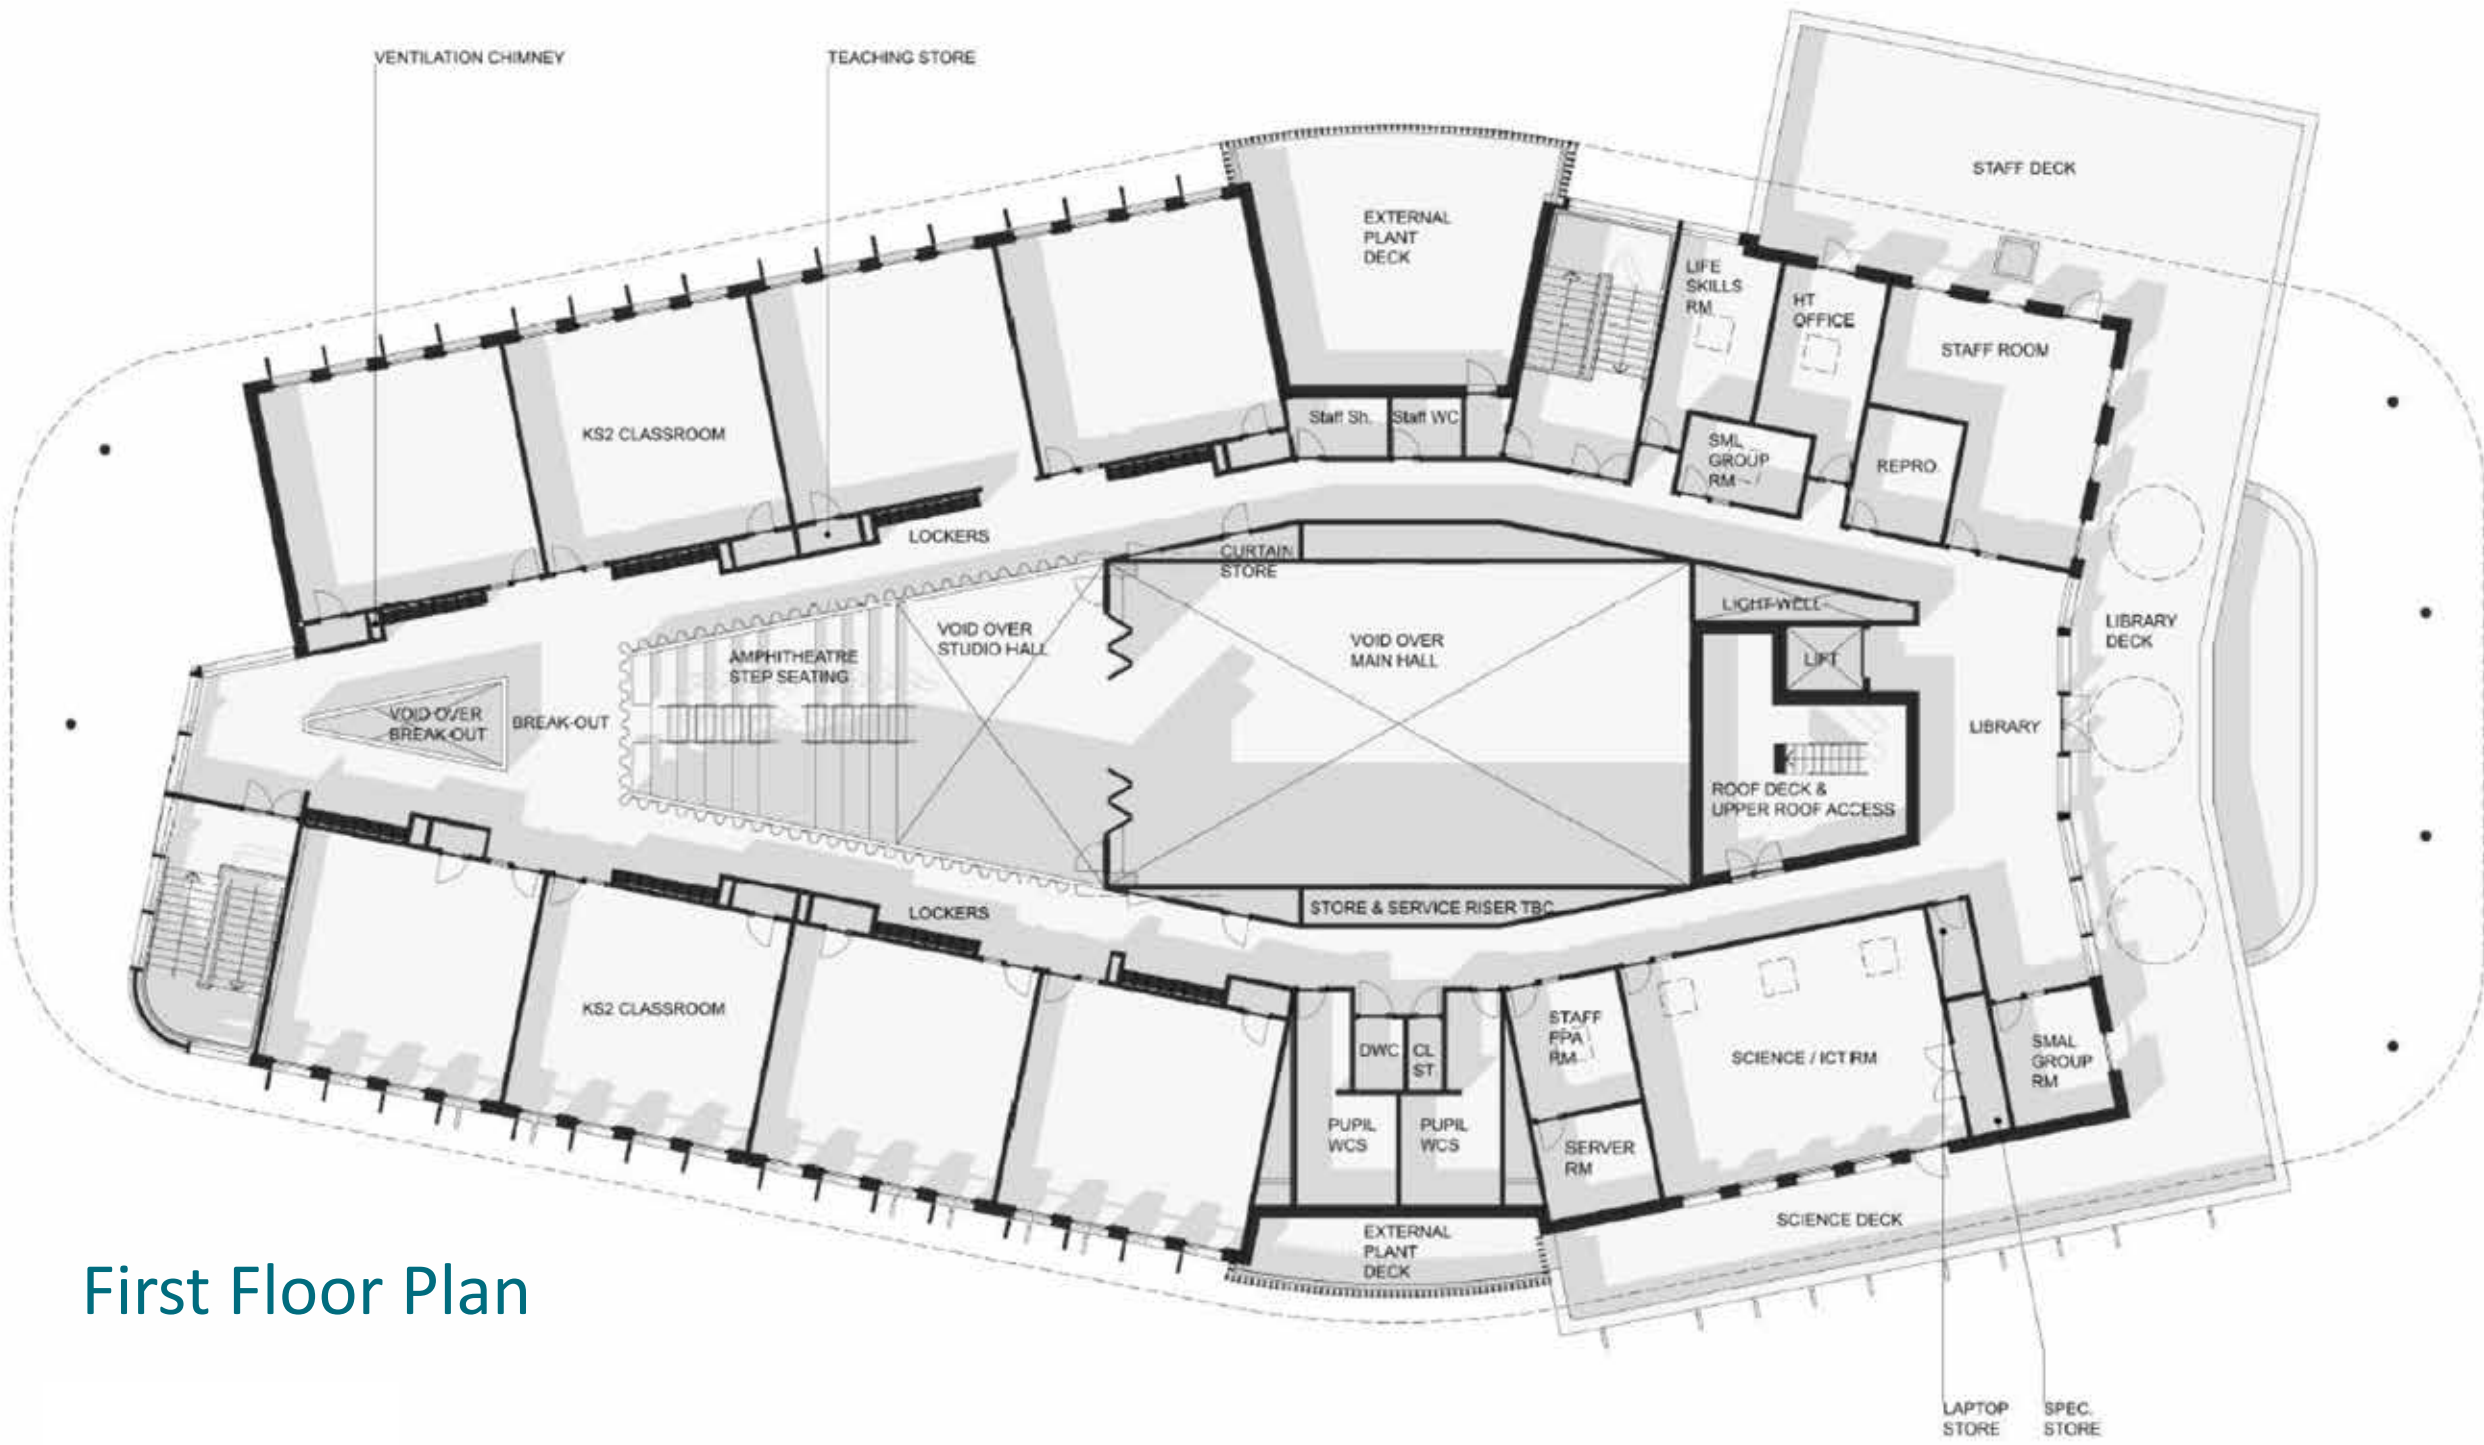 VENTILATION CHIMNEY
TEACHING STORE
STAFF DECK
EXTERNAL
PLANT
DECK
LIFE
SKILLS
RM
HT
OFFICE
STAFF ROOM
Staff Sh.
Staff WC
KS2 CLASSROOM
SML
GROUP
RM
REPRO.
LOCKERS
CURTAIN
STORE
LIGHT-WELL
VOID OVER
STUDIO HALL
VOID OVER
MAIN HALL
LIBRARY
DECK
AMPHITHEATRE
STEP SEATING
LIFT
VOID OVER
BREAK-OUT
BREAK-OUT
LIBRARY
ROOF DECK &
UPPER ROOF ACCESS
LOCKERS
STORE & SERVICE RISER TBC
KS2 CLASSROOM
STAFF
PPA
RM
DWC
CL
ST
SCIENCE / ICT RM
SMAL
GROUP
RM
PUPIL
WCS
PUPIL
WCS
SERVER
RM
SCIENCE DECK
EXTERNAL
PLANT
DECK
First Floor Plan
LAPTOP
STORE
SPEC.
STORE